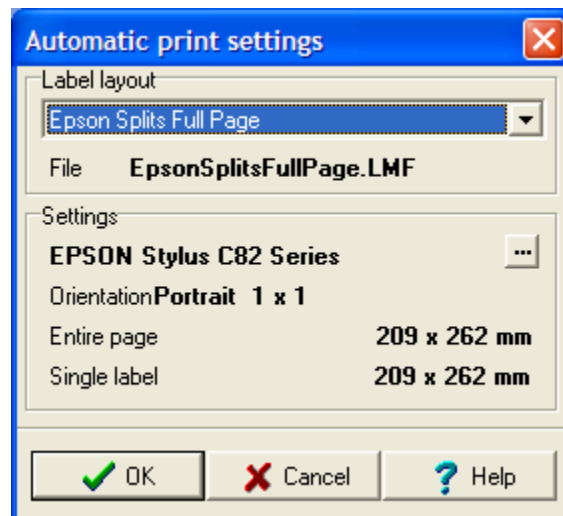 Automatic print settings
Label layout
Epson Splits Full Page
File EpsonSplitsFullPage.LMF
Settings
EPSON Stylus C82 Series ...
Orientation Portrait 1 x 1
Entire page 209 x 262 mm
Single label 209 x 262 mm
OK Cancel Help